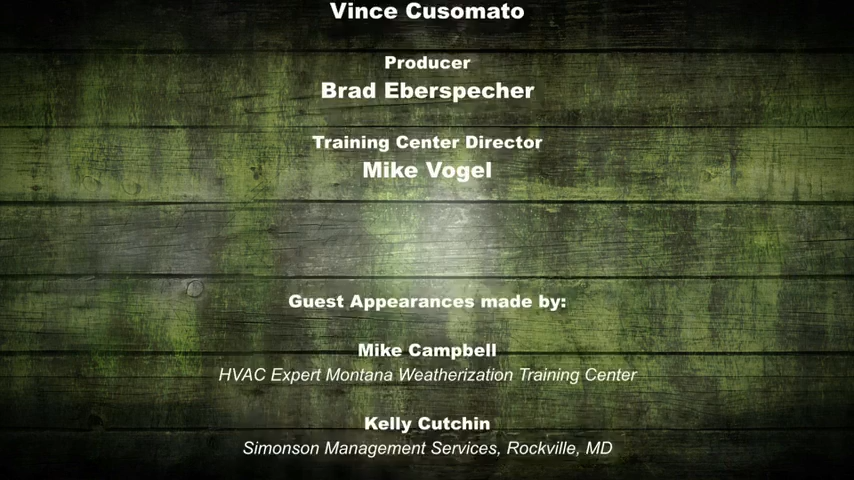 Vince Cusomato
Producer
Brad Eberspecher
Training Center Director
Mike Vogel
Guest Appearances made by:
Mike Campbell
HVAC Expert Montana Weatherization Training Center
Kelly Cutchin
Simonson Management Services, Rockville, MD